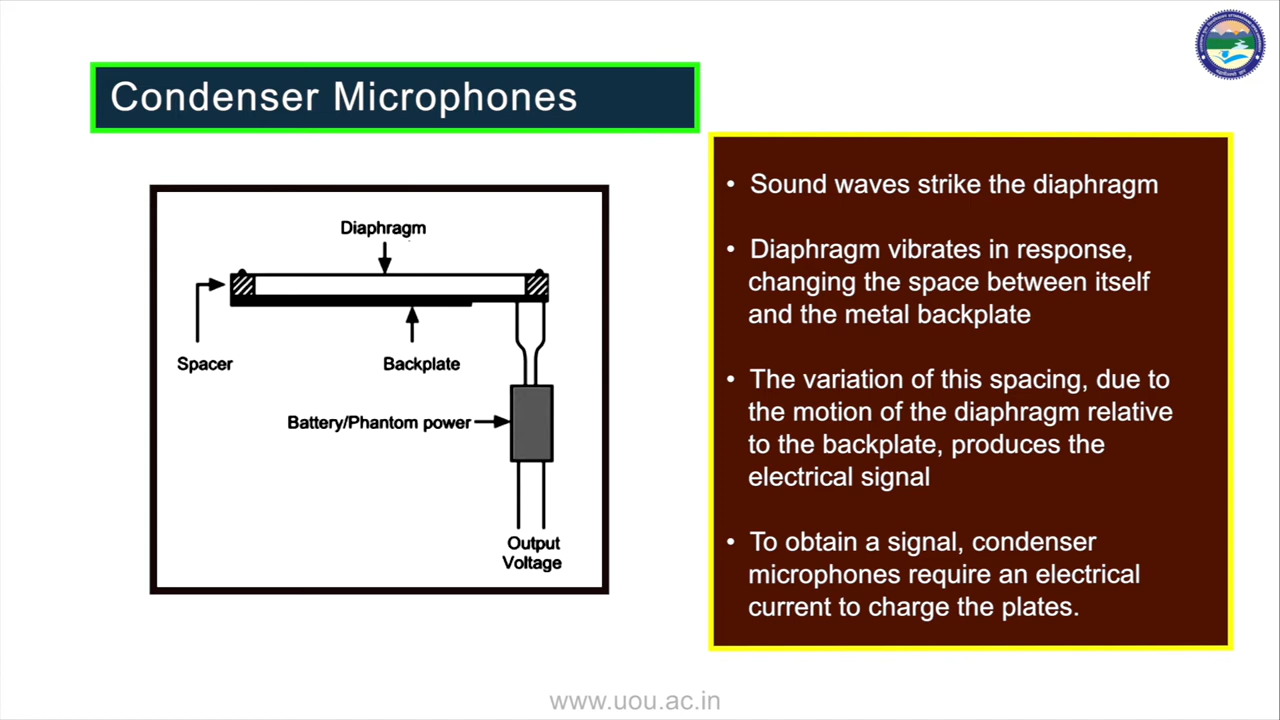 Condenser Microphones
Diaphragm
Spacer
Backplate
Battery/Phantom power
Output
Voltage
• Sound waves strike the diaphragm
• Diaphragm vibrates in response,
changing the space between itself
and the metal backplate
• The variation of this spacing, due to
the motion of the diaphragm relative
to the backplate, produces the
electrical signal
• To obtain a signal, condenser
microphones require an electrical
current to charge the plates.
www.uou.ac.in